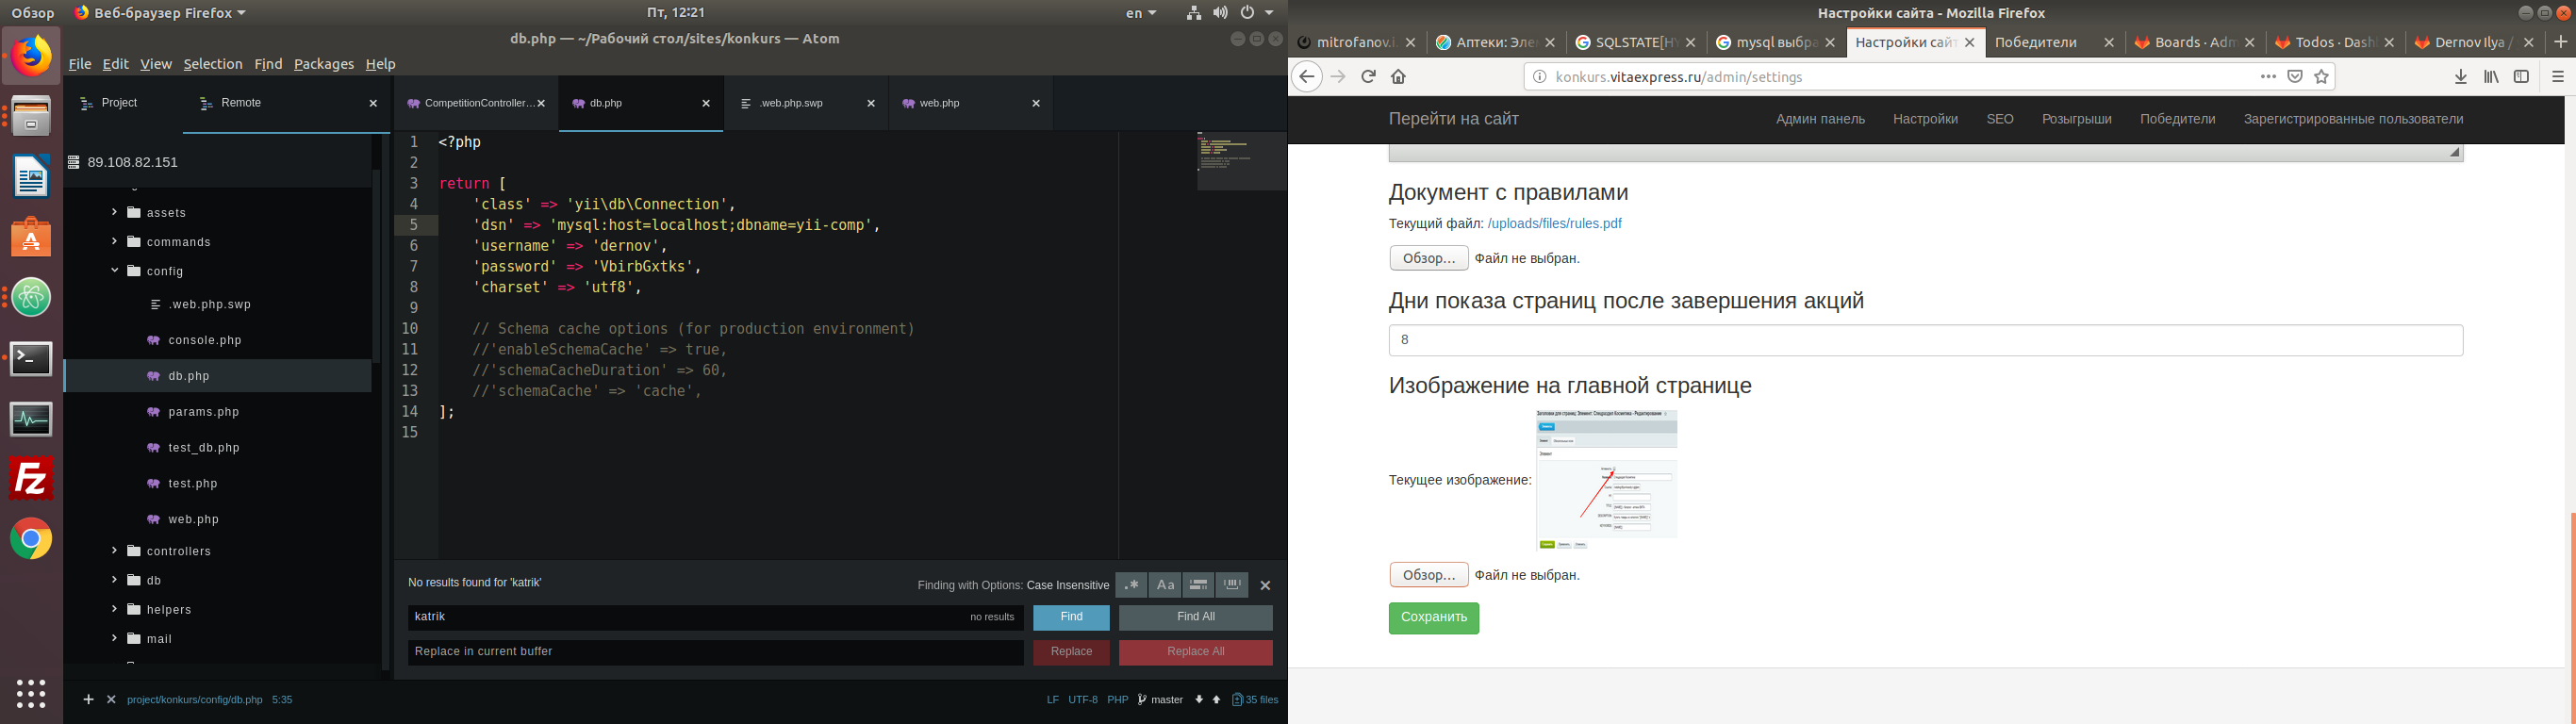 Обзор Веб-браузер Firefox Пт, 12:21 en
db.php — ~/Рабочий стол/sites/konkurs — Atom
File Edit View Selection Find Packages Help
Project Remote
89.108.82.151
assets
commands
config
.web.php.swp
console.php
db.php
params.php
test_db.php
test.php
web.php
controllers
db
helpers
mail
CompetitionController... db.php .web.php.swp web.php
1 <?php
2
3 return [
4 'class' => 'yii\db\Connection',
5 'dsn' => 'mysql:host=localhost;dbname=yii-comp',
6 'username' => 'dernov',
7 'password' => 'VbirbGxtks',
8 'charset' => 'utf8',
9
10 // Schema cache options (for production environment)
11 //'enableSchemaCache' => true,
12 //'schemaCacheDuration' => 60,
13 //'schemaCache' => 'cache',
14 ];
15
No results found for 'katrik' Finding with Options: Case Insensitive .* Aa
katrik no results Find Find All
Replace in current buffer Replace Replace All
project/konkurs/config/db.php 5:35 LF UTF-8 PHP master 35 files
Настройки сайта - Mozilla Firefox
mitrofanov.i. Аптеки: Эле SQLSTATE[HY mysql выбра Настройки сайт Победители Boards · Adm Todos · Dash Dernov Ilya /
konkurs.vitaexpress.ru/admin/settings
Перейти на сайт Админ панель Настройки SEO Розыгрыши Победители Зарегистрированные пользователи
Документ с правилами
Текущий файл: /uploads/files/rules.pdf
Обзор... Файл не выбран.
Дни показа страниц после завершения акций
8
Изображение на главной странице
Текущее изображение:
Обзор... Файл не выбран.
Сохранить